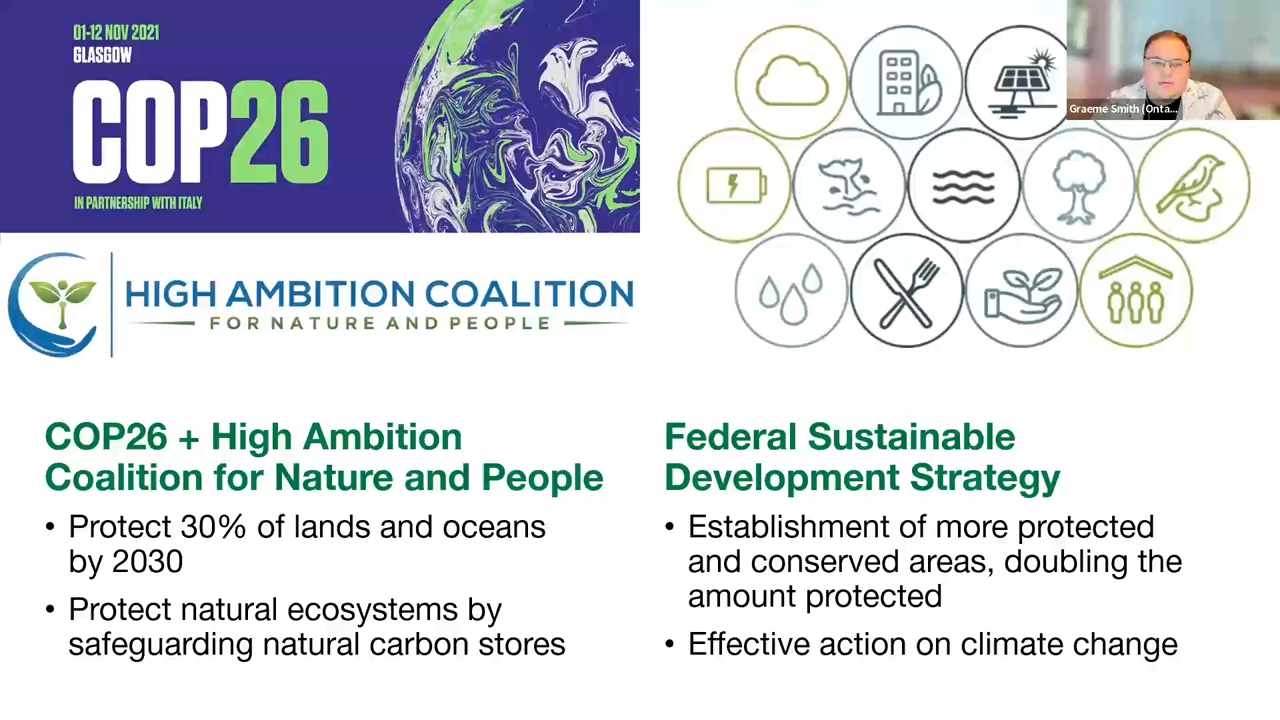 01-12 NOV 2021
GLASGOW
COP26
IN PARTNERSHIP WITH ITALY
HIGH AMBITION COALITION
FOR NATURE AND PEOPLE
Graeme Smith (Onta...
COP26 + High Ambition
Coalition for Nature and People
• Protect 30% of lands and oceans
by 2030
• Protect natural ecosystems by
safeguarding natural carbon stores
Federal Sustainable
Development Strategy
• Establishment of more protected
and conserved areas, doubling the
amount protected
• Effective action on climate change